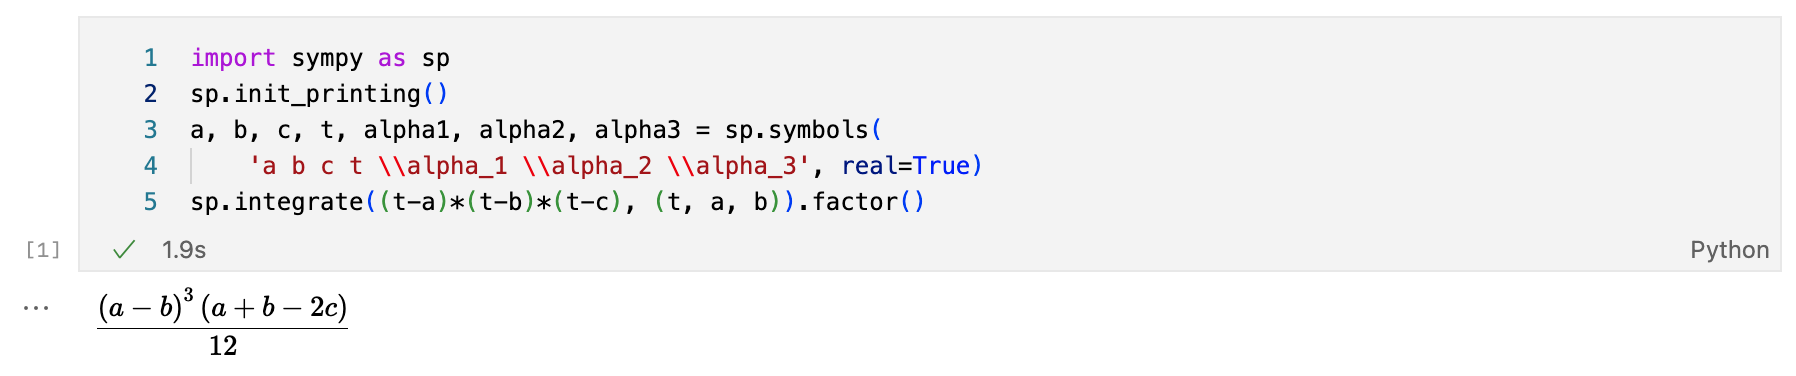 1 import sympy as sp
2 sp.init_printing()
3 a, b, c, t, alpha1, alpha2, alpha3 = sp.symbols(
4     'a b c t \\alpha_1 \\alpha_2 \\alpha_3', real=True)
5 sp.integrate((t-a)*(t-b)*(t-c), (t, a, b)).factor()
[1] ✓ 1.9s Python
... (a − b)³ (a + b − 2c)
12